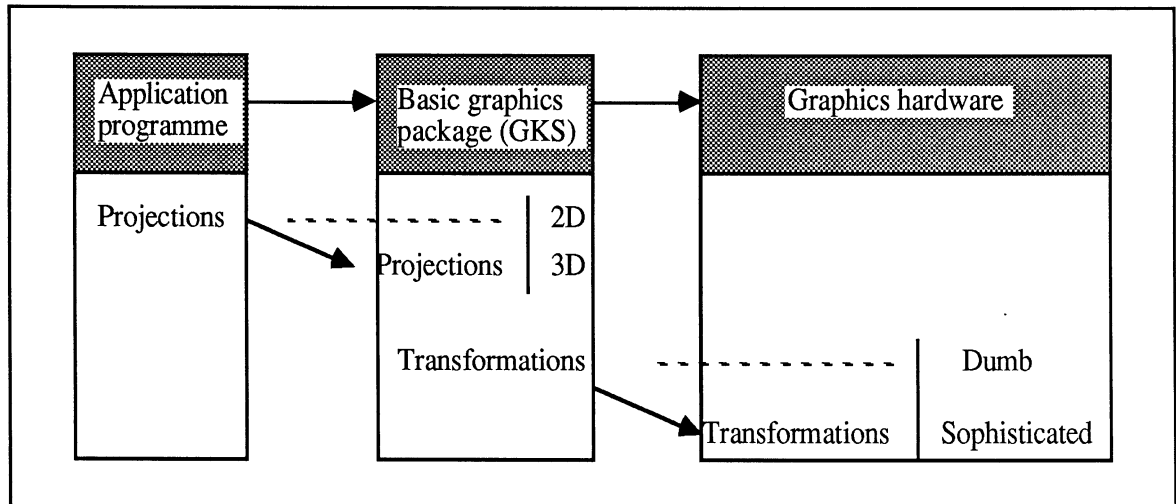 Application
programme
Basic graphics
package (GKS)
Graphics hardware
Projections
2D
Projections
3D
Transformations
Dumb
Transformations
Sophisticated